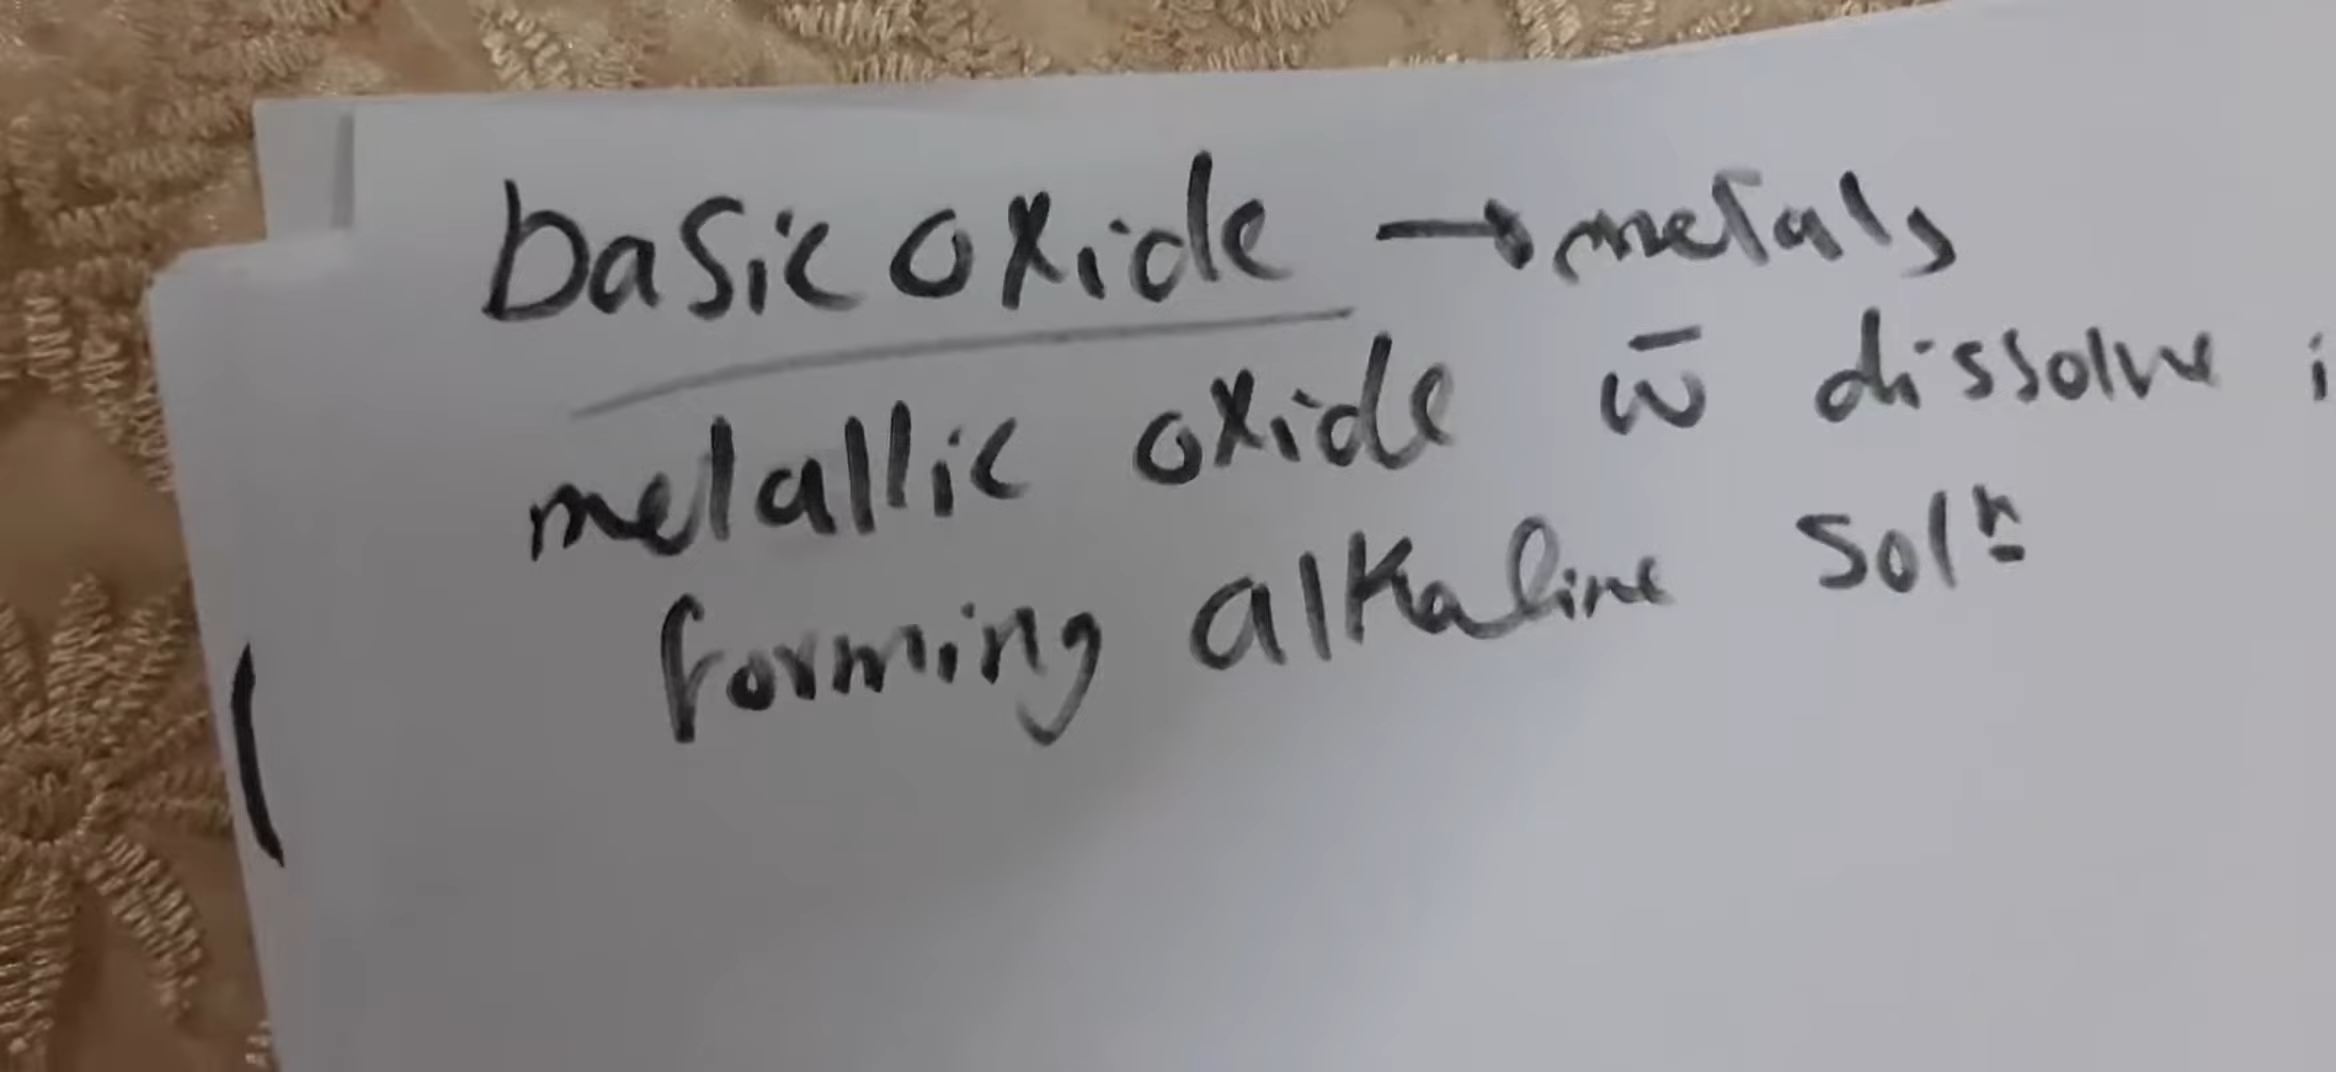 basic oxide → metals
metallic oxide w̄ dissolve i
forming alkaline solⁿ